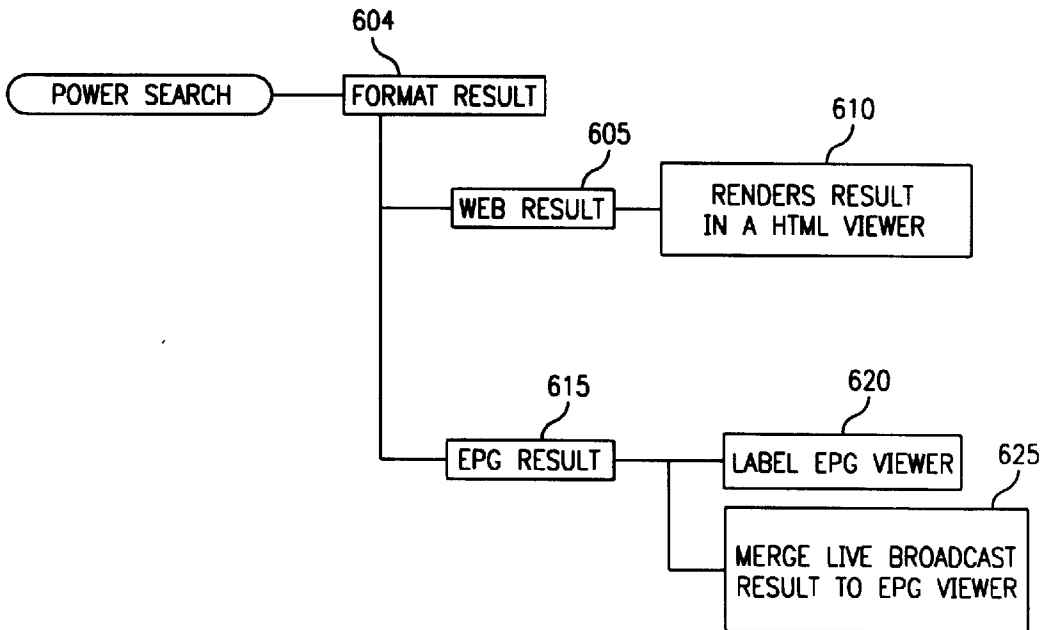 604
POWER SEARCH
FORMAT RESULT
605
610
WEB RESULT
RENDERS RESULT
IN A HTML VIEWER
615
620
EPG RESULT
LABEL EPG VIEWER
625
MERGE LIVE BROADCAST
RESULT TO EPG VIEWER